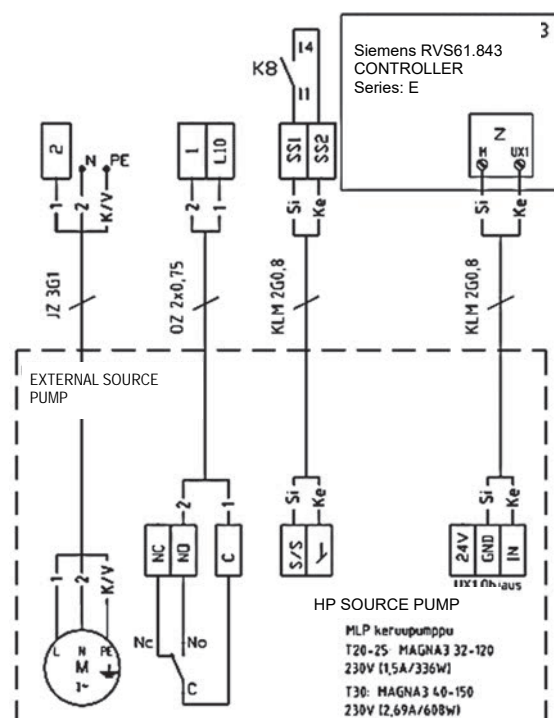 3
Siemens RVS61.843
CONTROLLER
Series: E
K8
14
11
2
N
PE
1
L10
SS1
SS2
Z
M
UX1
1
2
K/V
2
1
Si
Ke
Si
Ke
JZ 3G1
OZ 2x0,75
KLM 2G0,8
KLM 2G0,8
EXTERNAL SOURCE
PUMP
2
1
Si
Ke
Si
Ke
NC
NO
C
S/S
24V
GND
IN
1
2
K/V
L
N
PE
M
1~
Nc
No
C
HP SOURCE PUMP
MLP keruupumppu
T20-25: MAGNA3 32-120
230V (1,5A/336W)
T30: MAGNA3 40-150
230V (2,69A/608W)